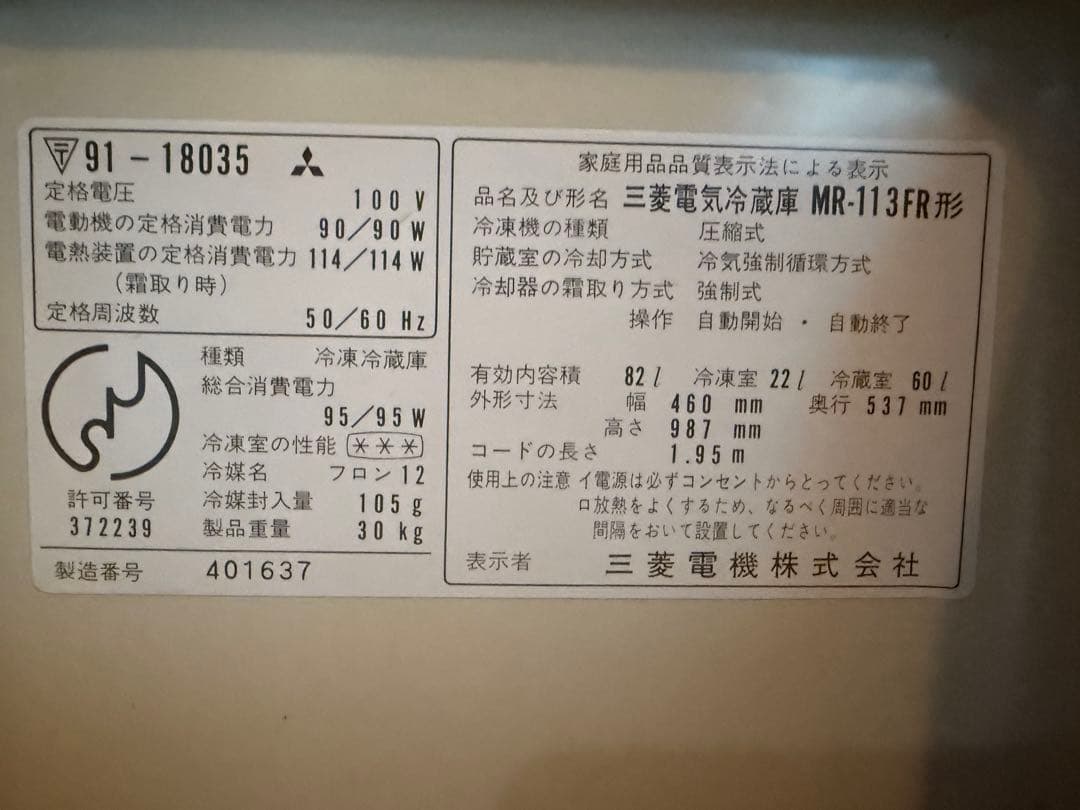 〒91-18035
定格電圧 100 V
電動機の定格消費電力 90/90 W
電熱装置の定格消費電力 114/114 W
(霜取り時)
定格周波数 50/60 Hz
種類 冷凍冷蔵庫
総合消費電力
95/95 W
冷凍室の性能 ***
冷媒名 フロン12
冷媒封入量 105 g
製品重量 30 kg
許可番号
372239
製造番号 401637
家庭用品品質表示法による表示
品名及び形名 三菱電気冷蔵庫 MR-113FR形
冷凍機の種類 圧縮式
貯蔵室の冷却方式 冷気強制循環方式
冷却器の霜取り方式 強制式
操作 自動開始・自動終了
有効内容積 82 l 冷凍室 22 l 冷蔵室 60 l
外形寸法 幅 460 mm 奥行 537 mm
高さ 987 mm
コードの長さ 1.95 m
使用上の注意 イ電源は必ずコンセントからとってください。
ロ放熱をよくするため、なるべく周囲に適当な
間隔をおいて設置してください。
表示者 三菱電機株式会社